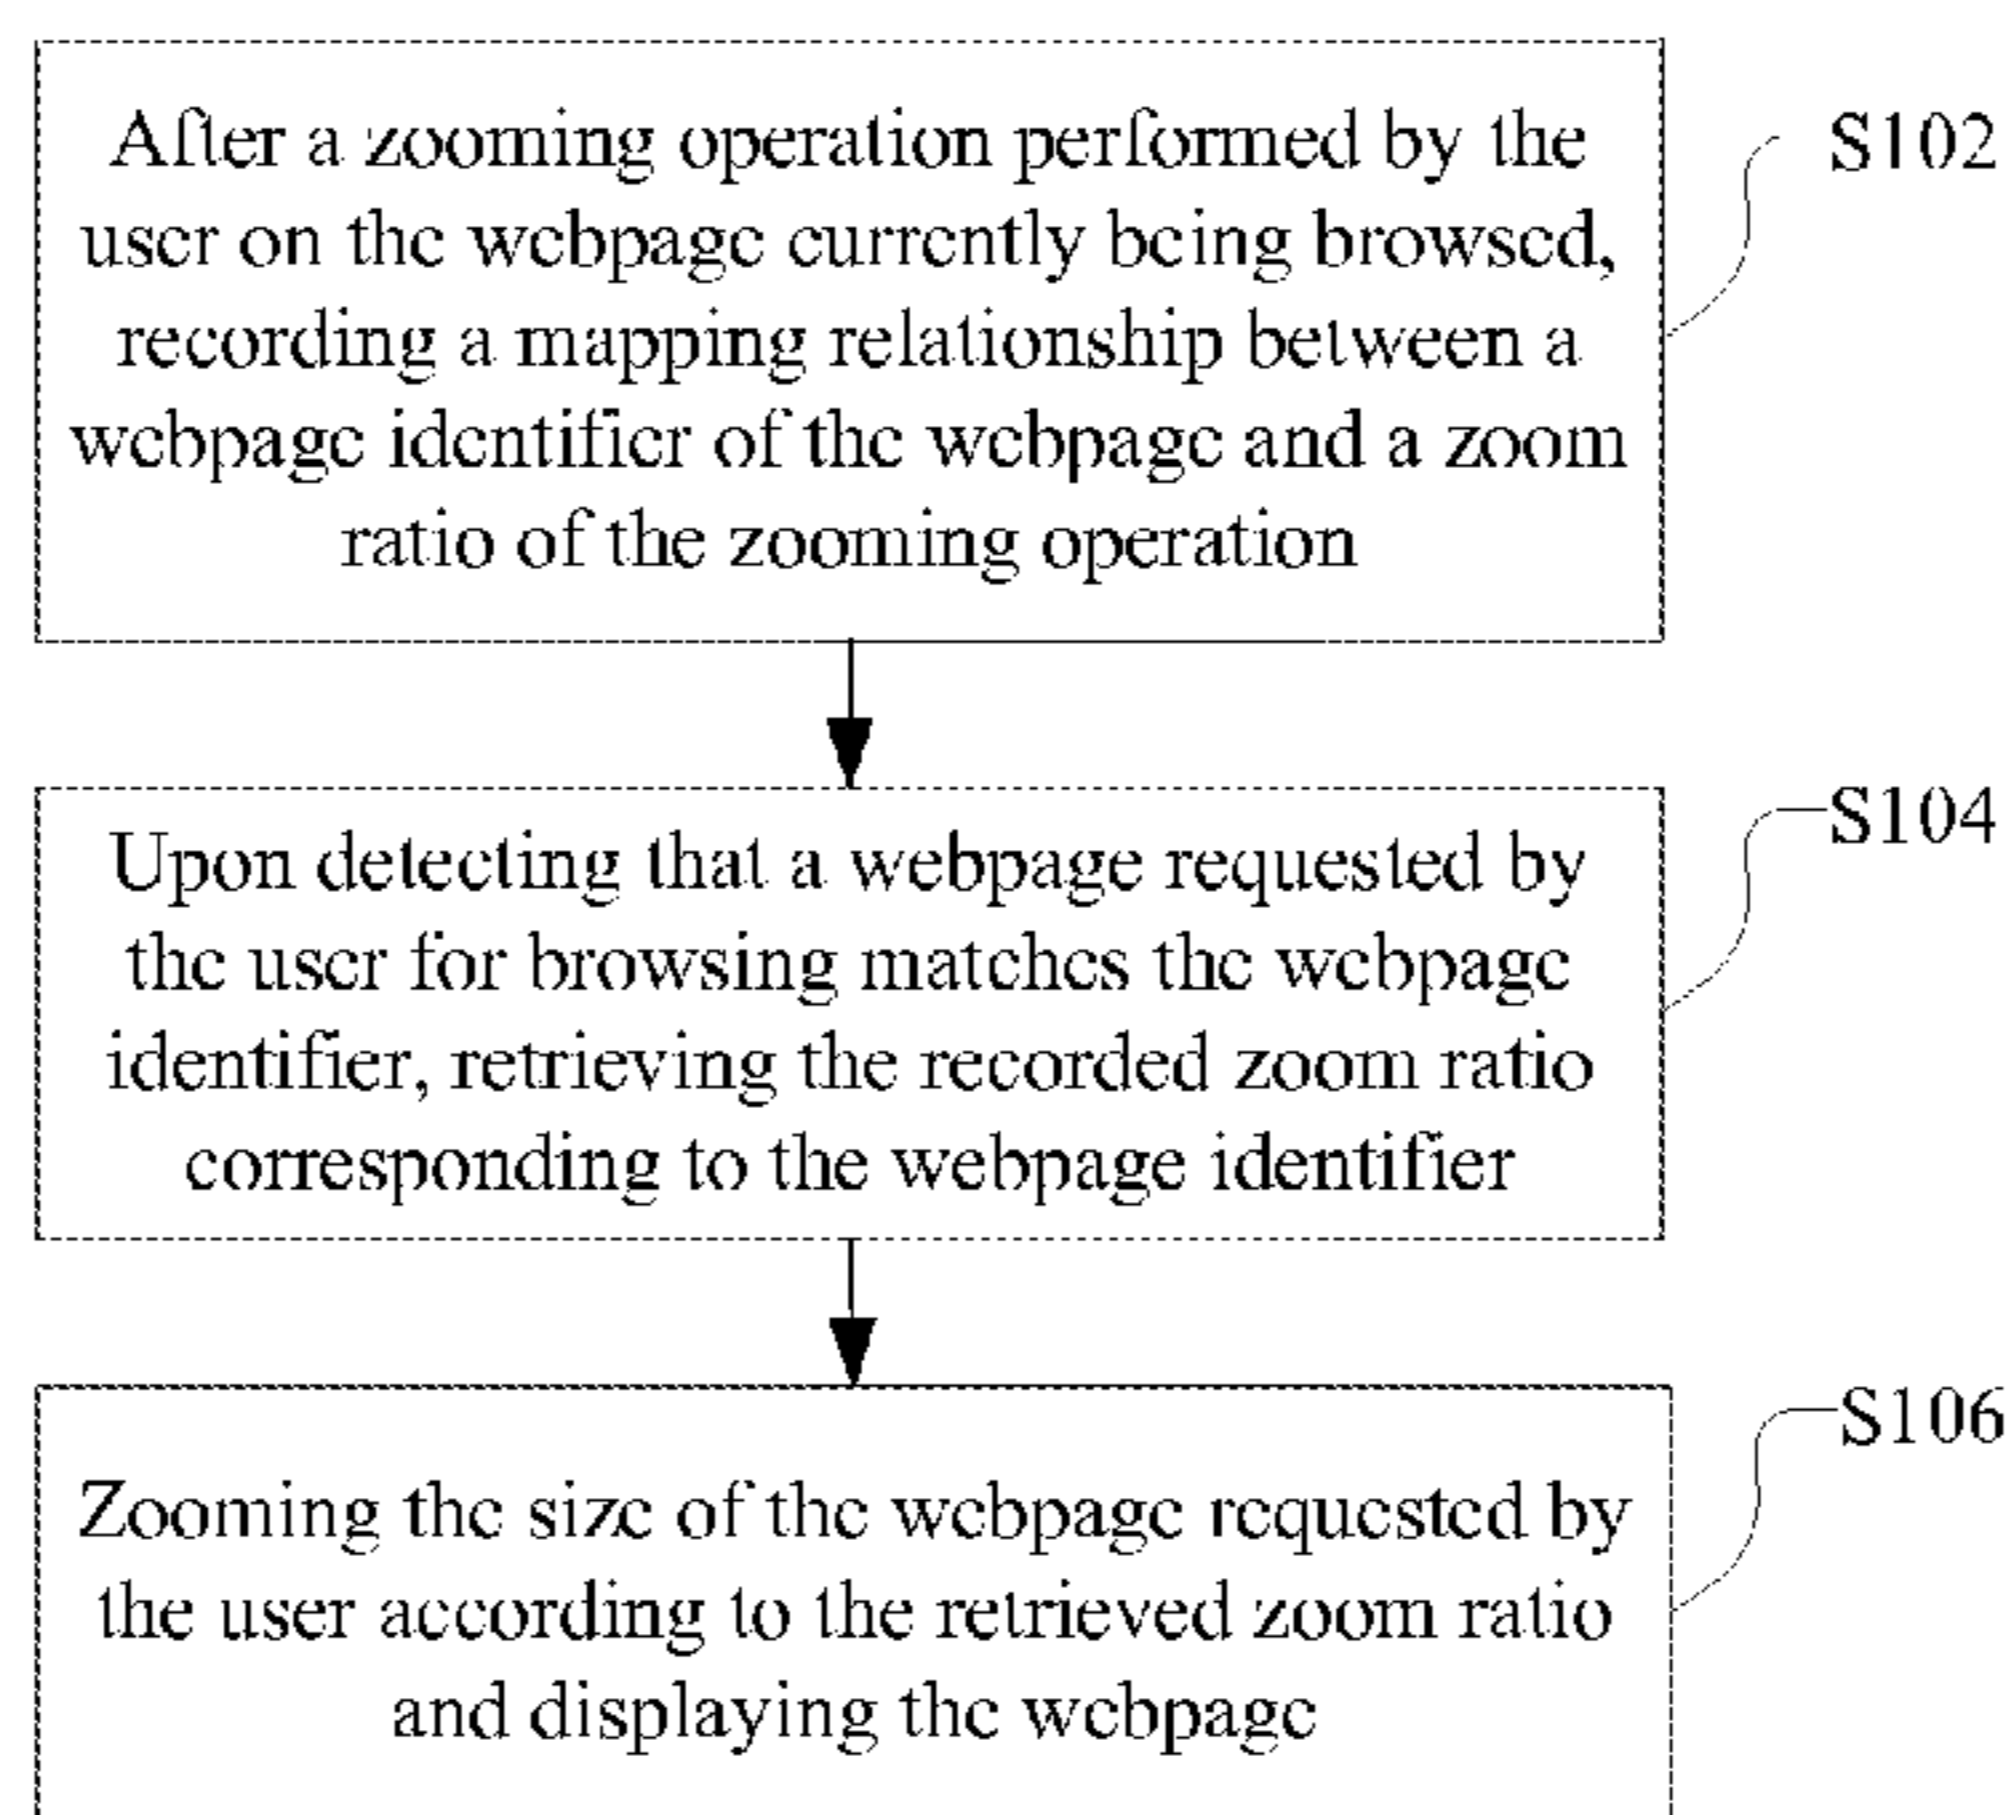 After a zooming operation performed by the
user on the webpage currently being browsed,
recording a mapping relationship between a
webpage identifier of the webpage and a zoom
ratio of the zooming operation
S102
Upon detecting that a webpage requested by
the user for browsing matches the webpage
identifier, retrieving the recorded zoom ratio
corresponding to the webpage identifier
S104
Zooming the size of the webpage requested by
the user according to the retrieved zoom ratio
and displaying the webpage
S106